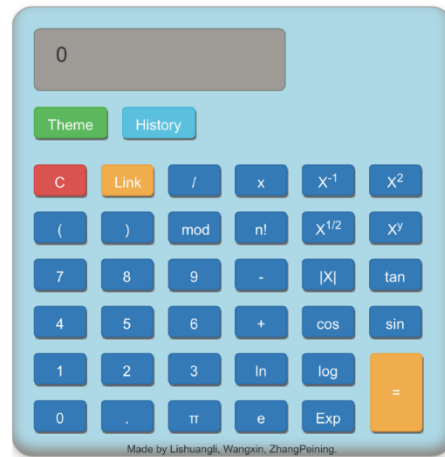 0
Theme History
C Link / x X⁻¹ X²
( ) mod n! X¹/² Xʸ
7 8 9 - |X| tan
4 5 6 + cos sin
1 2 3 ln log
=
0 . π e Exp
Made by Lishuangli, Wangxin, ZhangPeining.